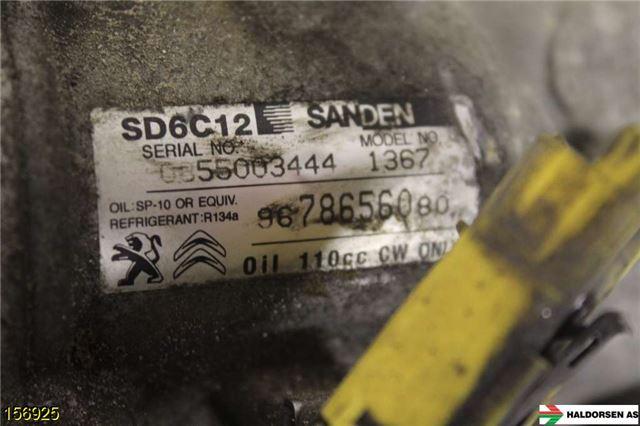 SD6C12 SANDEN
SERIAL NO. MODEL NO.
55003444 1367
OIL:SP-10 OR EQUIV.
REFRIGERANT:R134a
9678656080
Oil 110cc CW ONLY
156925
HALDORSEN AS